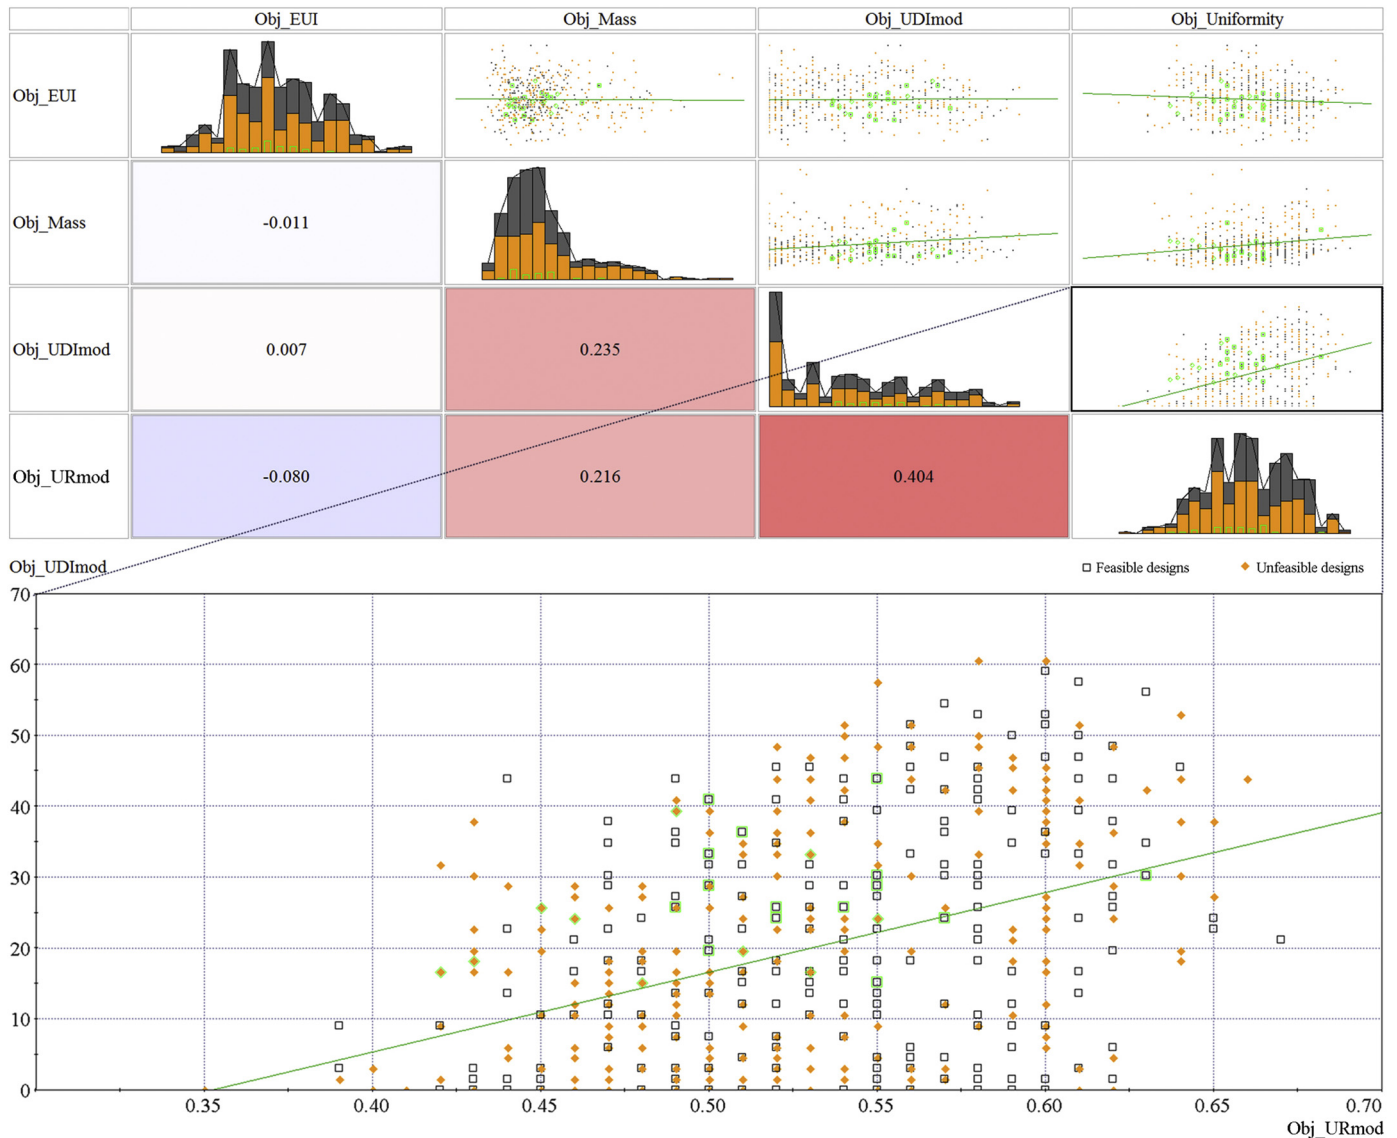 Obj_EUI Obj_Mass Obj_UDImod Obj_Uniformity
Obj_EUI
Obj_Mass -0.011
Obj_UDImod 0.007 0.235
Obj_URmod -0.080 0.216 0.404
Obj_UDImod
Feasible designs Unfeasible designs
70
60
50
40
30
20
10
0
0.35 0.40 0.45 0.50 0.55 0.60 0.65 0.70
Obj_URmod